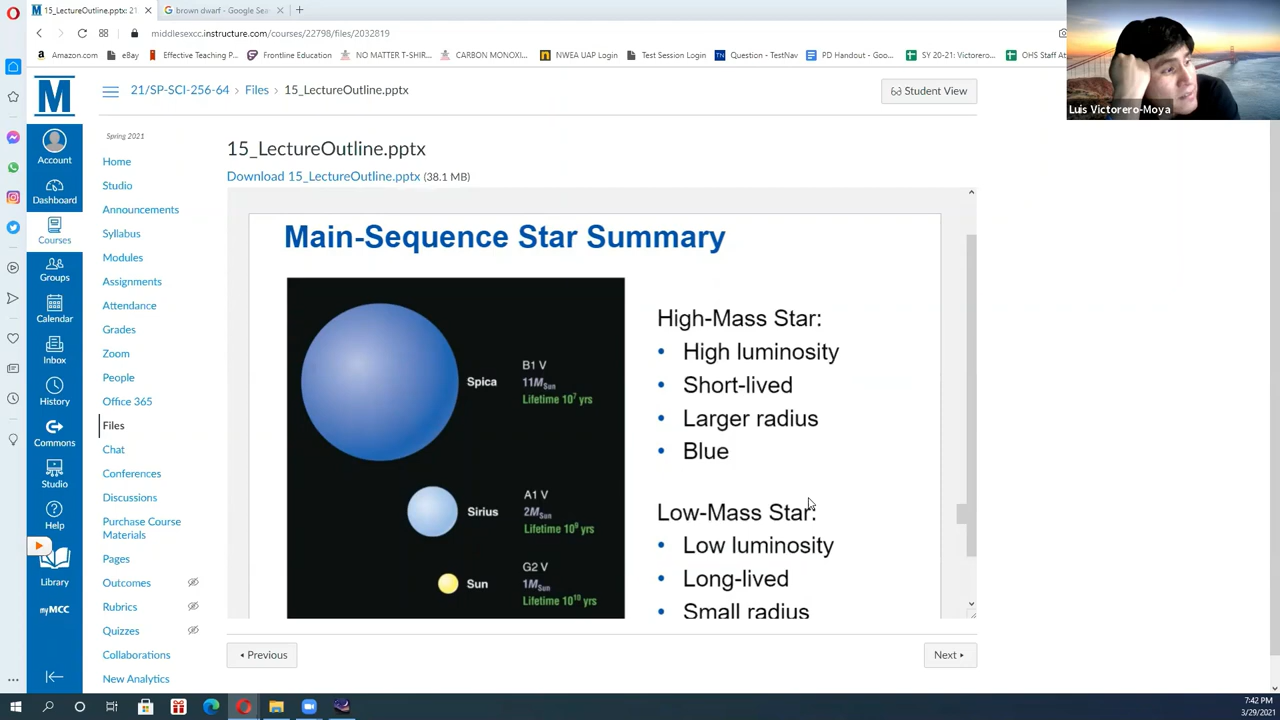 15_LectureOutline.pptx: 21
brown dwarf - Google Sea
middlesexcc.instructure.com/courses/22798/files/2032819
Amazon.com
eBay
Effective Teaching P...
Frontline Education
NO MATTER T-SHIR...
CARBON MONOXI...
NWEA UAP Login
Test Session Login
Question - TestNav
PD Handout - Goo...
SY 20-21: Victorero...
OHS Staff At
Luis Victorero-Moya
M
21/SP-SCI-256-64
Files
15_LectureOutline.pptx
Student View
Account
Dashboard
Courses
Groups
Calendar
Inbox
History
Commons
Studio
Help
Library
myMCC
Spring 2021
Home
Studio
Announcements
Syllabus
Modules
Assignments
Attendance
Grades
Zoom
People
Office 365
Files
Chat
Conferences
Discussions
Purchase Course
Materials
Pages
Outcomes
Rubrics
Quizzes
Collaborations
New Analytics
15_LectureOutline.pptx
Download 15_LectureOutline.pptx (38.1 MB)
Main-Sequence Star Summary
Spica
B1 V
11MSun
Lifetime 10⁷ yrs
Sirius
A1 V
2MSun
Lifetime 10⁹ yrs
Sun
G2 V
1MSun
Lifetime 10¹⁰ yrs
High-Mass Star:
• High luminosity
• Short-lived
• Larger radius
• Blue
Low-Mass Star:
• Low luminosity
• Long-lived
• Small radius
Previous
Next
7:42 PM
3/29/2021